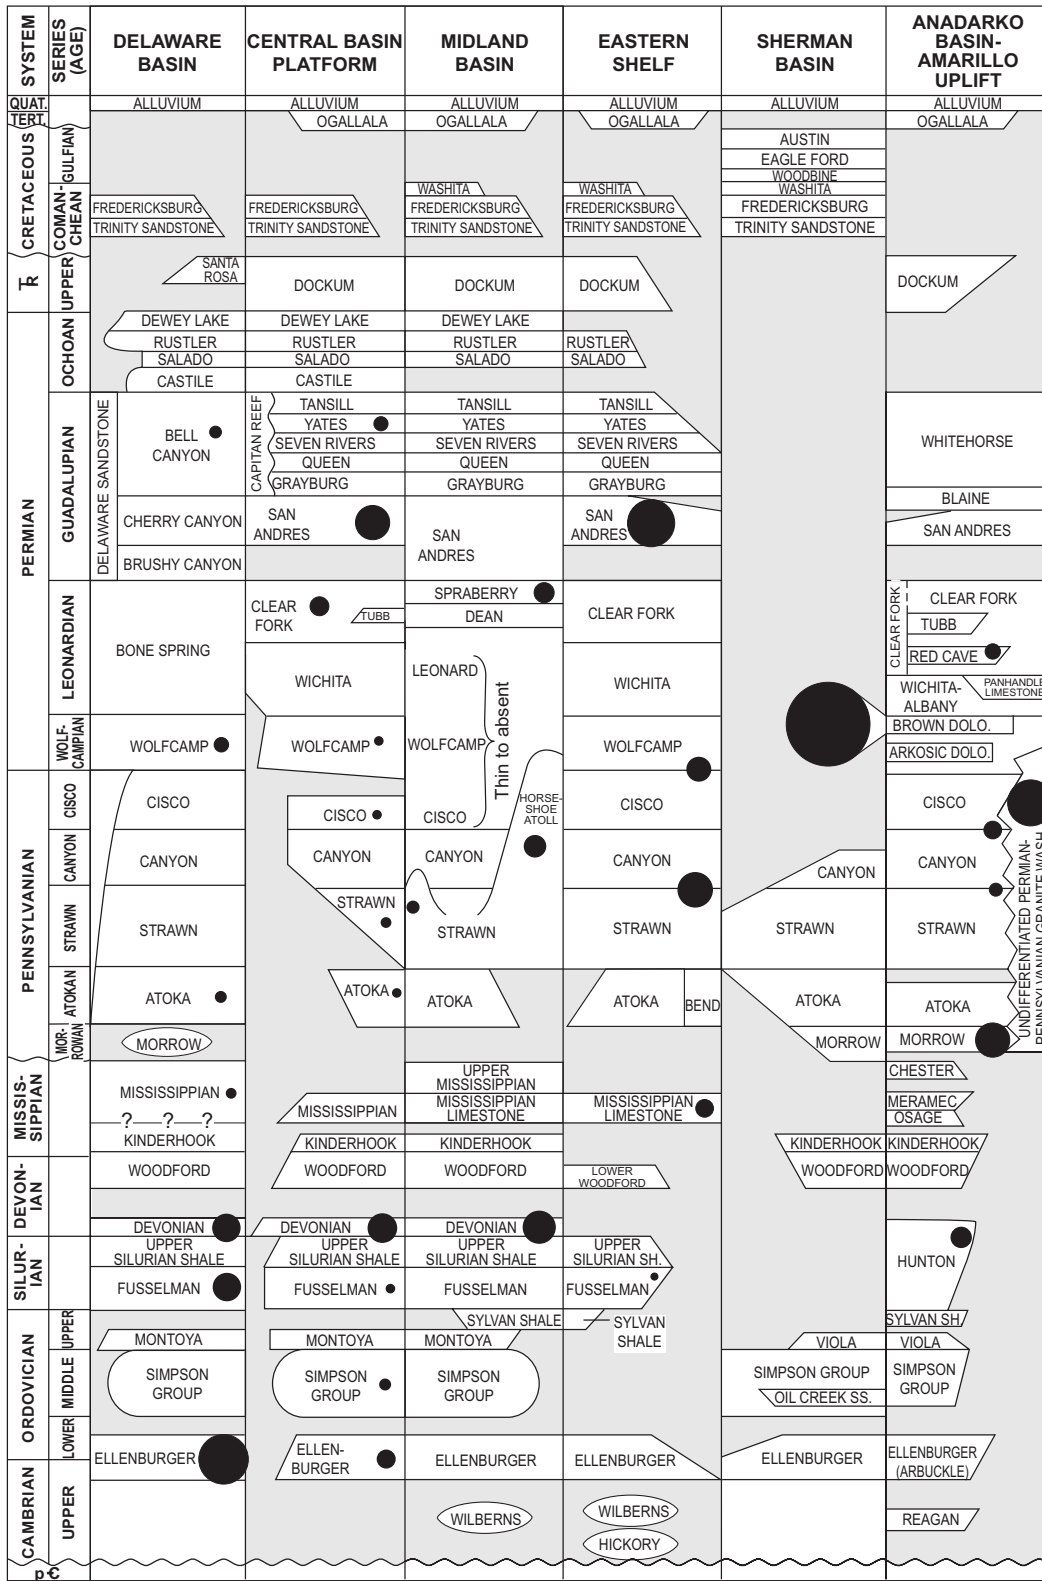 SYSTEM
SERIES (AGE)
DELAWARE BASIN
CENTRAL BASIN PLATFORM
MIDLAND BASIN
EASTERN SHELF
SHERMAN BASIN
ANADARKO BASIN-AMARILLO UPLIFT
QUAT.
ALLUVIUM
ALLUVIUM
ALLUVIUM
ALLUVIUM
ALLUVIUM
ALLUVIUM
TERT.
OGALLALA
OGALLALA
OGALLALA
OGALLALA
CRETACEOUS
GULFIAN
AUSTIN
EAGLE FORD
WOODBINE
COMAN-
CHEAN
WASHITA
WASHITA
WASHITA
FREDERICKSBURG
FREDERICKSBURG
FREDERICKSBURG
FREDERICKSBURG
FREDERICKSBURG
TRINITY SANDSTONE
TRINITY SANDSTONE
TRINITY SANDSTONE
TRINITY SANDSTONE
TRINITY SANDSTONE
TR
UPPER
SANTA
ROSA
DOCKUM
DOCKUM
DOCKUM
DOCKUM
PERMIAN
OCHOAN
DEWEY LAKE
DEWEY LAKE
DEWEY LAKE
RUSTLER
RUSTLER
RUSTLER
RUSTLER
SALADO
SALADO
SALADO
SALADO
CASTILE
CASTILE
GUADALUPIAN
DELAWARE SANDSTONE
BELL
CANYON
CAPITAN REEF
TANSILL
TANSILL
TANSILL
YATES
YATES
YATES
SEVEN RIVERS
SEVEN RIVERS
SEVEN RIVERS
QUEEN
QUEEN
QUEEN
GRAYBURG
GRAYBURG
GRAYBURG
WHITEHORSE
BLAINE
CHERRY CANYON
SAN
ANDRES
SAN
ANDRES
SAN
ANDRES
SAN ANDRES
BRUSHY CANYON
LEONARDIAN
BONE SPRING
CLEAR
FORK
TUBB
SPRABERRY
DEAN
CLEAR FORK
CLEAR FORK
CLEAR FORK
TUBB
RED CAVE
WICHITA
LEONARD
Thin to absent
WICHITA
WICHITA-
ALBANY
PANHANDLE
LIMESTONE
WOLF-
CAMPIAN
WOLFCAMP
WOLFCAMP
WOLFCAMP
WOLFCAMP
BROWN DOLO.
ARKOSIC DOLO.
PENNSYLVANIAN
CISCO
CISCO
CISCO
CISCO
HORSE-
SHOE
ATOLL
CISCO
CISCO
UNDIFFERENTIATED PERMIAN-
PENNSYLVANIAN GRANITE WASH
CANYON
CANYON
CANYON
CANYON
CANYON
CANYON
CANYON
STRAWN
STRAWN
STRAWN
STRAWN
STRAWN
STRAWN
STRAWN
ATOKAN
ATOKA
ATOKA
ATOKA
ATOKA
BEND
ATOKA
ATOKA
MOR-
ROWAN
MORROW
MORROW
MORROW
MISSIS-
SIPPIAN
MISSISSIPPIAN
? ? ?
MISSISSIPPIAN
UPPER
MISSISSIPPIAN
MISSISSIPPIAN
LIMESTONE
MISSISSIPPIAN
LIMESTONE
CHESTER
MERAMEC
OSAGE
KINDERHOOK
KINDERHOOK
KINDERHOOK
KINDERHOOK
KINDERHOOK
DEVON-
IAN
WOODFORD
WOODFORD
WOODFORD
LOWER
WOODFORD
WOODFORD
WOODFORD
DEVONIAN
DEVONIAN
DEVONIAN
SILUR-
IAN
UPPER
SILURIAN SHALE
UPPER
SILURIAN SHALE
UPPER
SILURIAN SHALE
UPPER
SILURIAN SH.
HUNTON
FUSSELMAN
FUSSELMAN
FUSSELMAN
FUSSELMAN
ORDOVICIAN
UPPER
SYLVAN SHALE
SYLVAN
SHALE
SYLVAN SH.
MONTOYA
MONTOYA
MONTOYA
VIOLA
VIOLA
MIDDLE
SIMPSON
GROUP
SIMPSON
GROUP
SIMPSON
GROUP
SIMPSON GROUP
OIL CREEK SS.
SIMPSON
GROUP
LOWER
ELLENBURGER
ELLEN-
BURGER
ELLENBURGER
ELLENBURGER
ELLENBURGER
ELLENBURGER
(ARBUCKLE)
CAMBRIAN
UPPER
WILBERNS
WILBERNS
HICKORY
REAGAN
p€